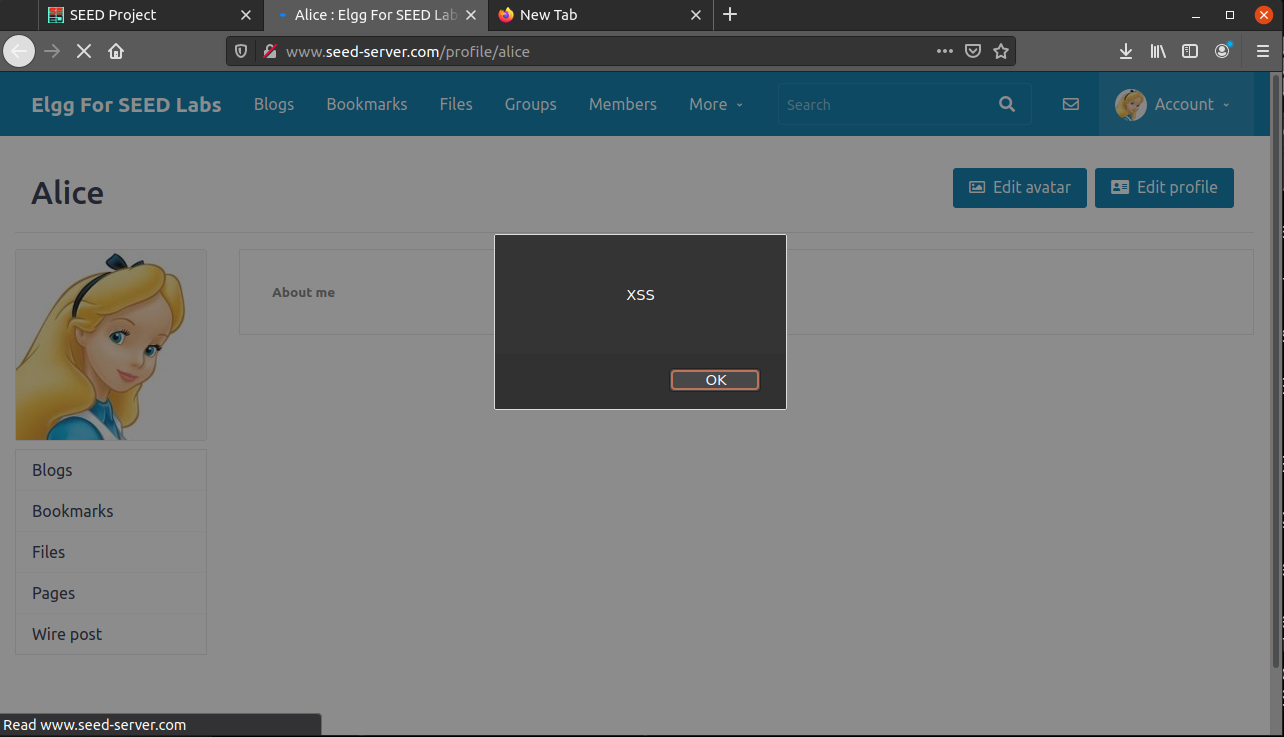 SEED Project
Alice : Elgg For SEED Lab
New Tab
www.seed-server.com/profile/alice
Elgg For SEED Labs
Blogs
Bookmarks
Files
Groups
Members
More
Search
Account
Alice
Edit avatar
Edit profile
About me
XSS
OK
Blogs
Bookmarks
Files
Pages
Wire post
Read www.seed-server.com